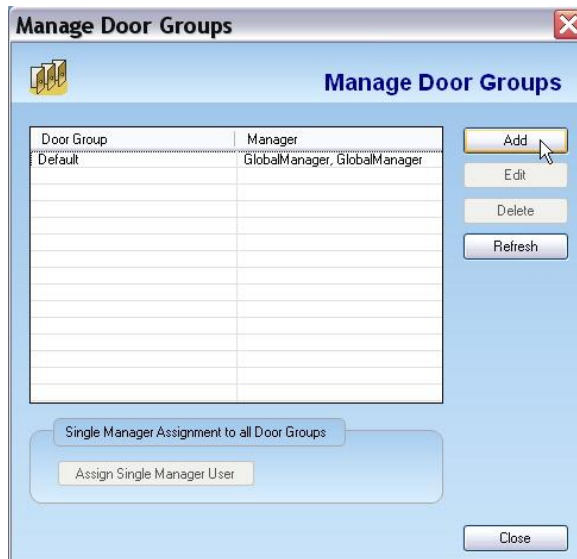 Manage Door Groups
Manage Door Groups
Door Group Manager
Default GlobalManager, GlobalManager
Add
Edit
Delete
Refresh
Single Manager Assignment to all Door Groups
Assign Single Manager User
Close